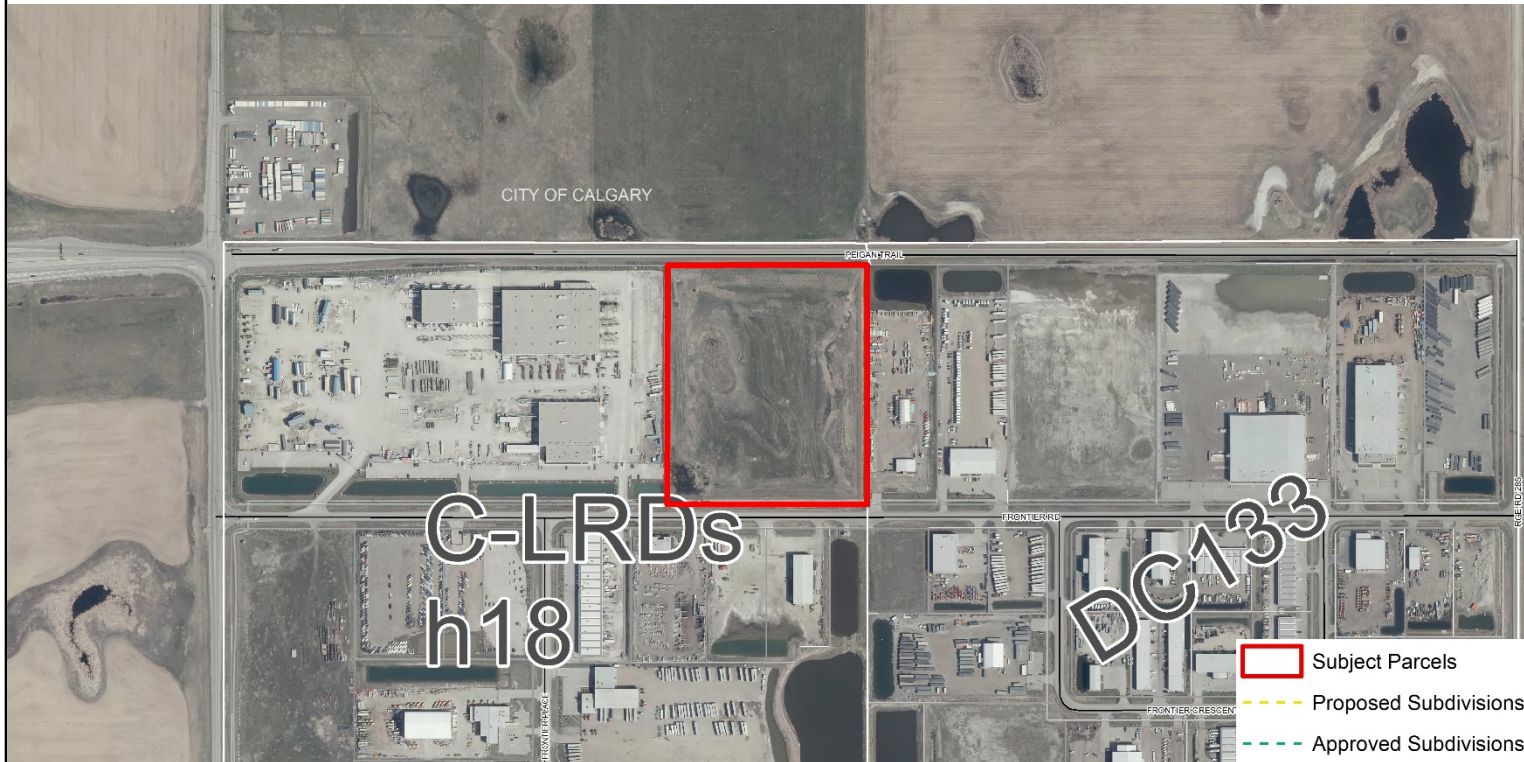 CITY OF CALGARY
PEIGAN TRAIL
FRONTIER RD
RGE RD 285
C-LRDs
h18
DC133
FRONTIER PLACE
FRONTIER CRESCENT
Subject Parcels
Proposed Subdivisions
Approved Subdivisions